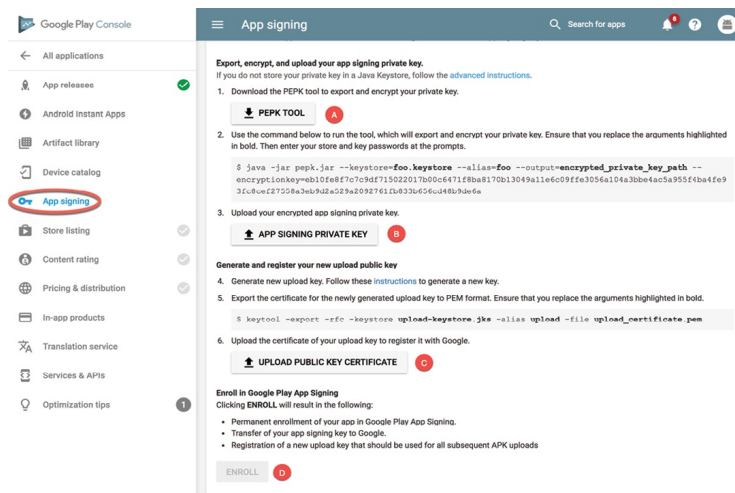 Google Play Console
App signing
Search for apps
8
All applications
App releases
Android Instant Apps
Artifact library
Device catalog
App signing
Store listing
Content rating
Pricing & distribution
In-app products
Translation service
Services & APIs
Optimization tips
1
Export, encrypt, and upload your app signing private key.
If you do not store your private key in a Java Keystore, follow the advanced instructions.
1. Download the PEPK tool to export and encrypt your private key.
PEPK TOOL
A
2. Use the command below to run the tool, which will export and encrypt your private key. Ensure that you replace the arguments highlighted
in bold. Then enter your store and key passwords at the prompts.
$ java -jar pepk.jar --keystore=foo.keystore --alias=foo --output=encrypted_private_key_path --
3. Upload your encrypted app signing private key.
APP SIGNING PRIVATE KEY
B
Generate and register your new upload public key
4. Generate new upload key. Follow these instructions to generate a new key.
5. Export the certificate for the newly generated upload key to PEM format. Ensure that you replace the arguments highlighted in bold.
$ keytool -export -rfc -keystore upload-keystore.jks -alias upload -file upload_certificate.pem
6. Upload the certificate of your upload key to register it with Google.
UPLOAD PUBLIC KEY CERTIFICATE
C
Enroll in Google Play App Signing
Clicking ENROLL will result in the following:
• Permanent enrollment of your app in Google Play App Signing.
• Transfer of your app signing key to Google.
• Registration of a new upload key that should be used for all subsequent APK uploads
ENROLL
D